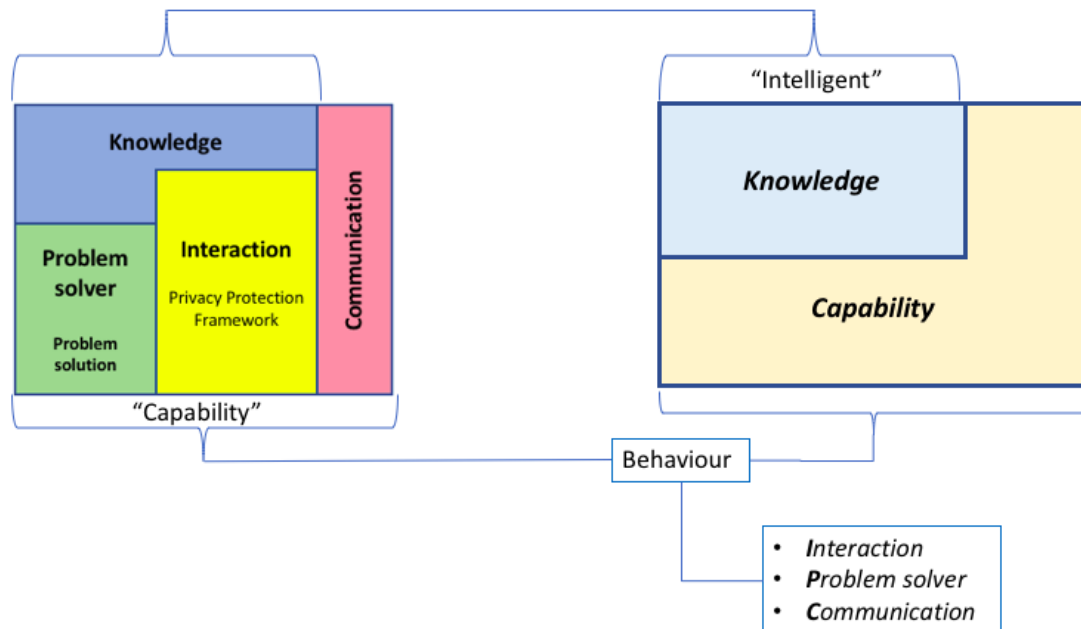 “Intelligent”
Knowledge
Problem
solver
Problem
solution
Interaction
Privacy Protection
Framework
Communication
“Capability”
Knowledge
Capability
Behaviour
• Interaction
• Problem solver
• Communication